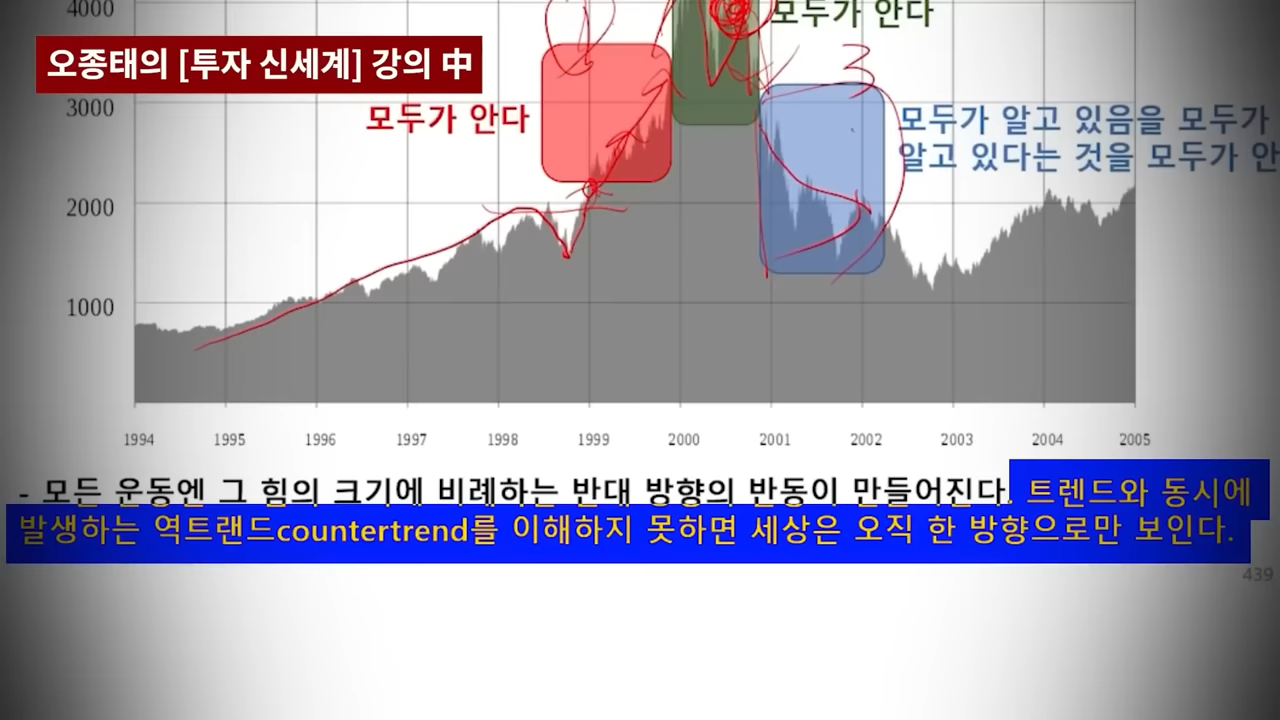 4000
모두가 안다
오종태의 [투자 신세계] 강의 中
3
3000
모두가 안다
모두가 알고 있음을 모두가
알고 있다는 것을 모두가 안
2000
1000
1994 1995 1996 1997 1998 1999 2000 2001 2002 2003 2004 2005
- 모든 운동엔 그 힘의 크기에 비례하는 반대 방향의 반동이 만들어진다. 트렌드와 동시에
발생하는 역트랜드countertrend를 이해하지 못하면 세상은 오직 한 방향으로만 보인다.
439